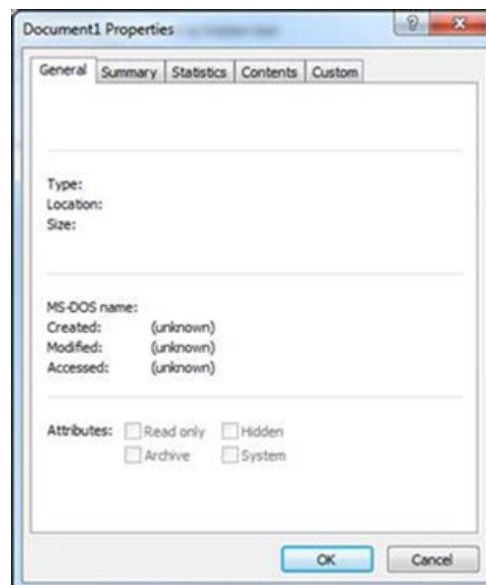 Document1 Properties
General Summary Statistics Contents Custom
Type:
Location:
Size:
MS-DOS name:
Created: (unknown)
Modified: (unknown)
Accessed: (unknown)
Attributes: Read only Hidden
Archive System
OK Cancel